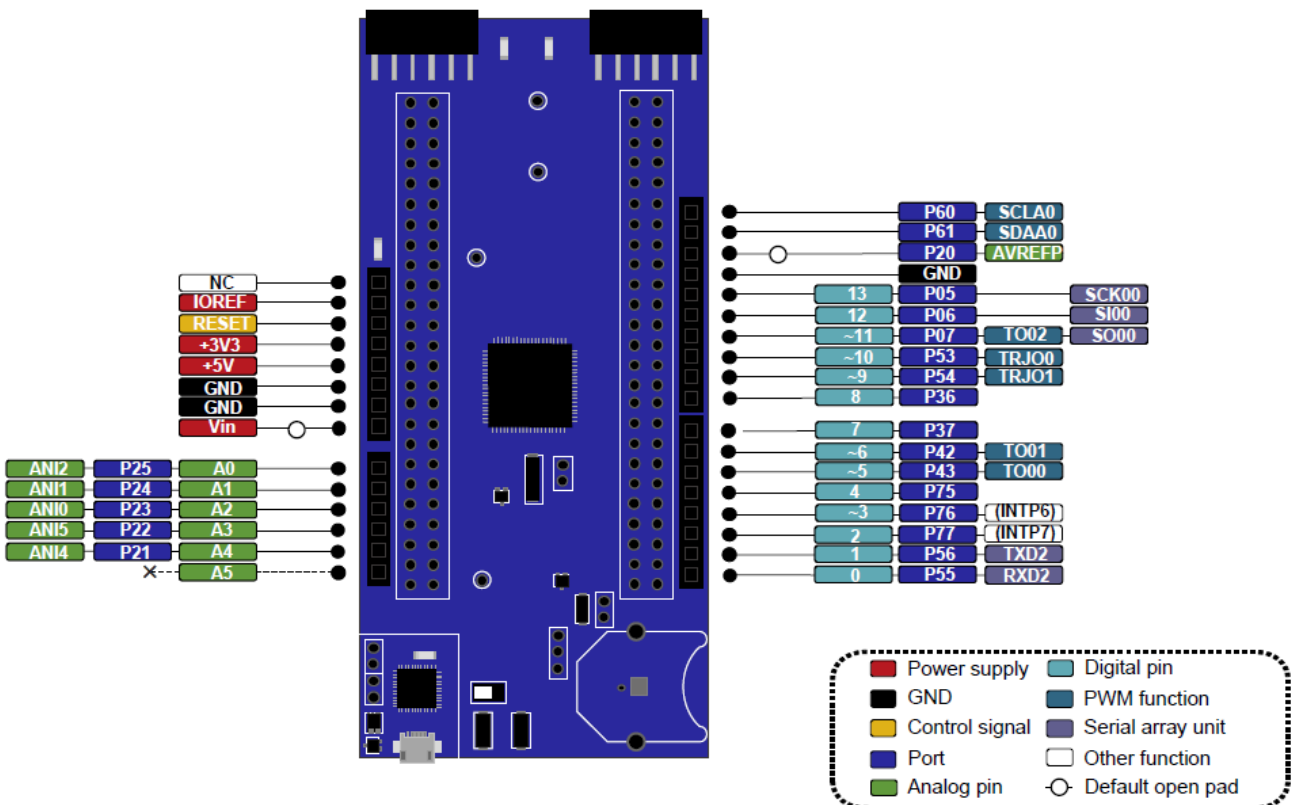 NC
IOREF
RESET
+3V3
+5V
GND
GND
Vin
ANI2 P25 A0
ANI1 P24 A1
ANI0 P23 A2
ANI5 P22 A3
ANI4 P21 A4
A5
P60 SCLA0
P61 SDAA0
P20 AVREFP
GND
13 P05 SCK00
12 P06 SI00
~11 P07 TO02 SO00
~10 P53 TRJO0
~9 P54 TRJO1
8 P36
7 P37
~6 P42 TO01
~5 P43 TO00
4 P75
~3 P76 (INTP6)
2 P77 (INTP7)
1 P56 TXD2
0 P55 RXD2
Power supply
GND
Control signal
Port
Analog pin
Digital pin
PWM function
Serial array unit
Other function
Default open pad